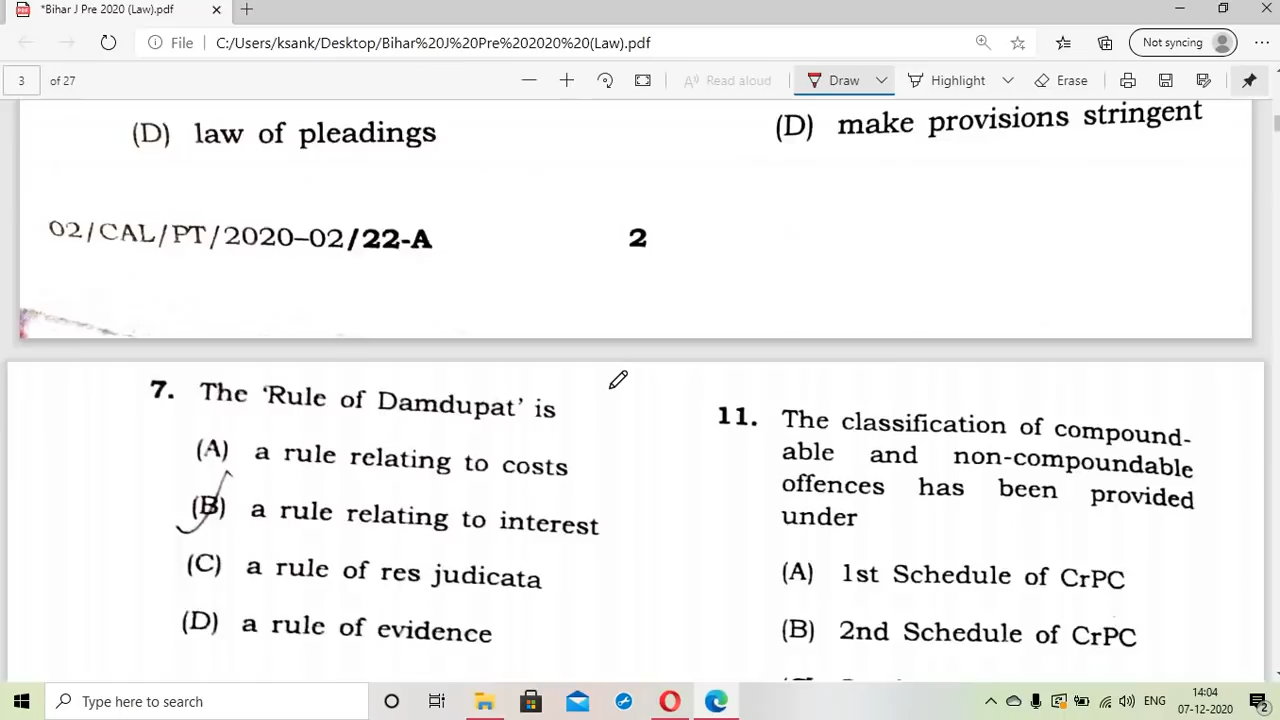 *Bihar J Pre 2020 (Law).pdf
File
C:/Users/ksank/Desktop/Bihar%20J%20Pre%202020%20(Law).pdf
Not syncing
3
of 27
Read aloud
Draw
Highlight
Erase
(D) law of pleadings
(D) make provisions stringent
02/CAL/PT/2020–02/22-A
2
7. The ‘Rule of Damdupat’ is
(A) a rule relating to costs
(B) a rule relating to interest
(C) a rule of res judicata
(D) a rule of evidence
11. The classification of compound-
able and non-compoundable
offences has been provided
under
(A) 1st Schedule of CrPC
(B) 2nd Schedule of CrPC
Type here to search
ENG
14:04
07-12-2020
2